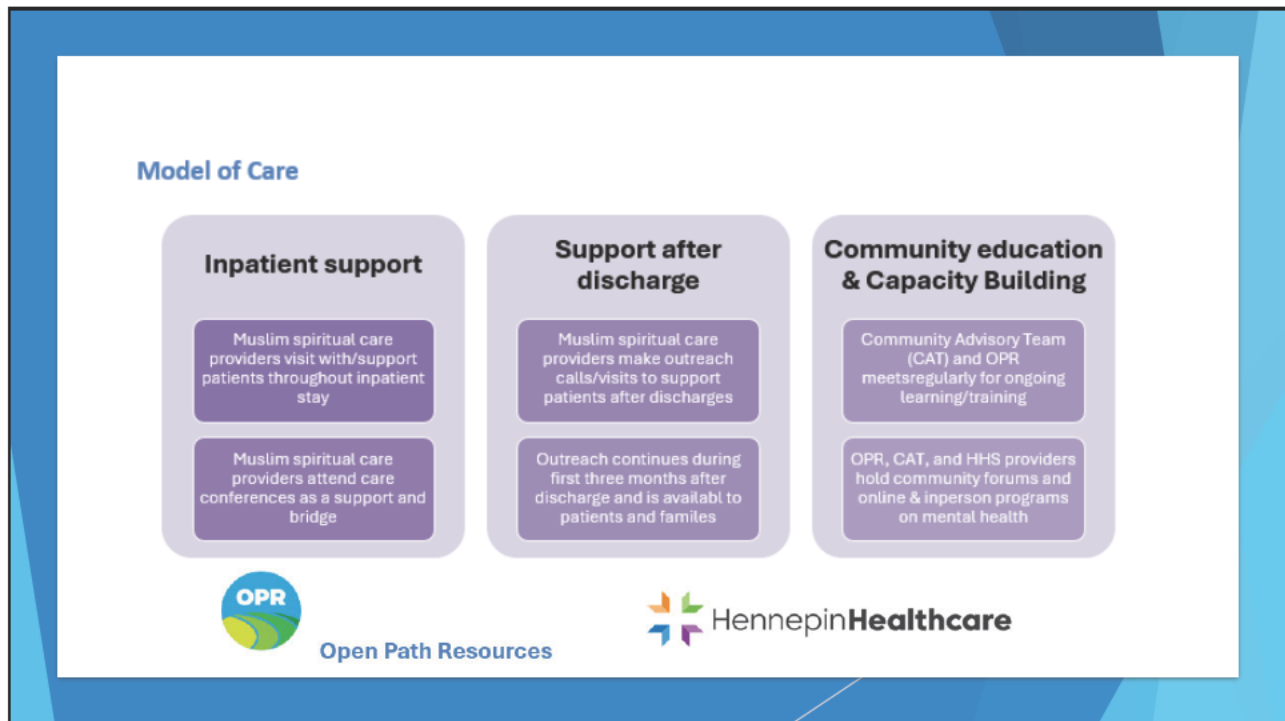 Model of Care
Inpatient support
Muslim spiritual care
providers visit with/support
patients throughout inpatient
stay
Muslim spiritual care
providers attend care
conferences as a support and
bridge
Support after
discharge
Muslim spiritual care
providers make outreach
calls/visits to support
patients after discharges
Outreach continues during
first three months after
discharge and is availabl to
patients and familes
Community education
& Capacity Building
Community Advisory Team
(CAT) and OPR
meetsregularly for ongoing
learning/training
OPR, CAT, and HHS providers
hold community forums and
online & inperson programs
on mental health
OPR
Open Path Resources
HennepinHealthcare